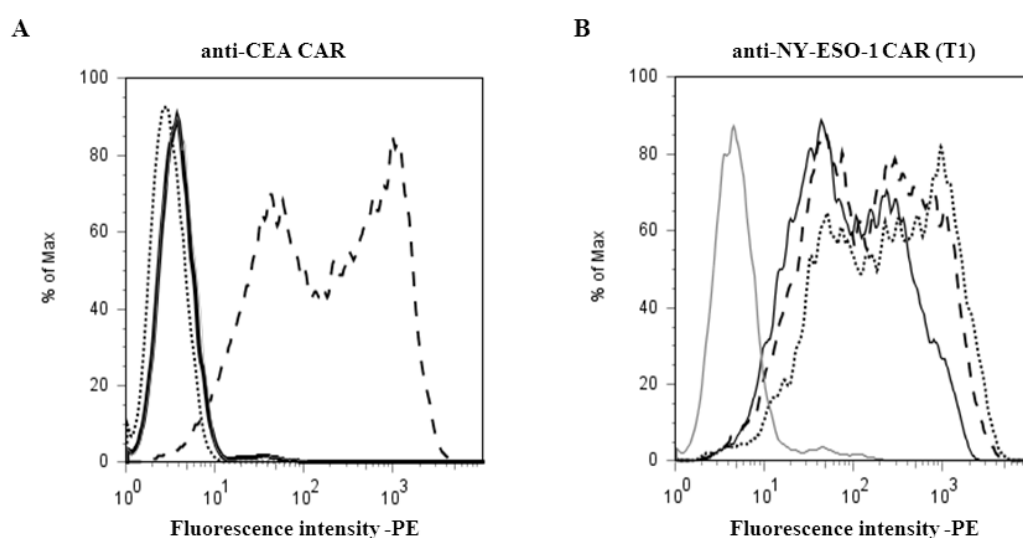 A
anti-CEA CAR
100
80
60
40
20
0
% of Max
10^0 10^1 10^2 10^3
Fluorescence intensity -PE
B
anti-NY-ESO-1 CAR (T1)
100
80
60
40
20
0
% of Max
10^0 10^1 10^2 10^3
Fluorescence intensity -PE